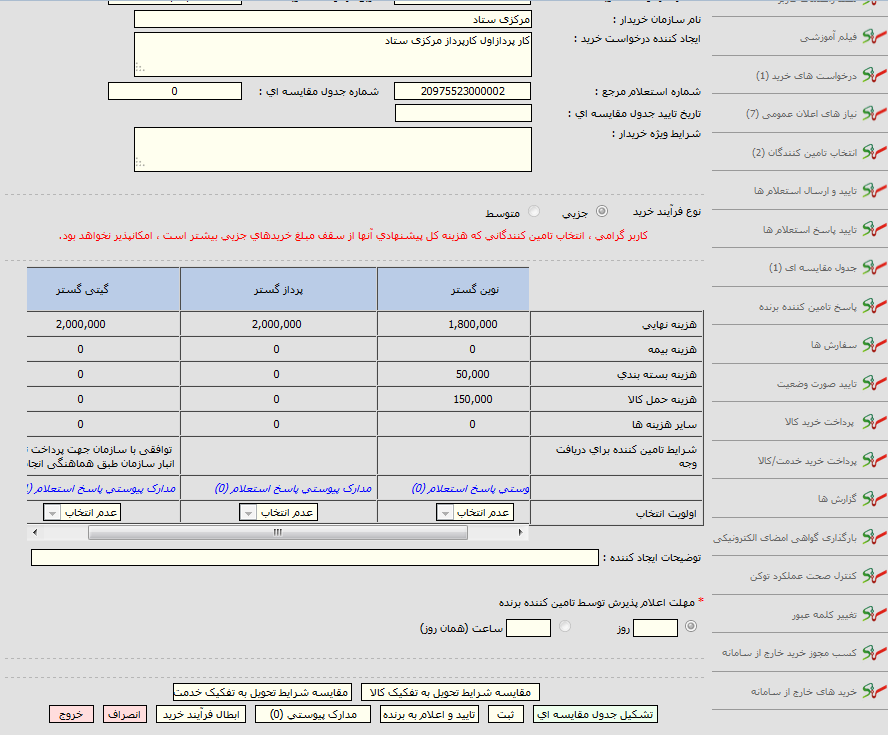 نام سازمان خریدار : مرکزی ستاد
ایجاد کننده درخواست خرید : کار پردازاول کارپرداز مرکزی ستاد
شماره استعلام مرجع : 20975523000002 شماره جدول مقایسه اي : 0
تاریخ تایید جدول مقایسه اي :
شرایط ویژه خریدار :
نوع فرآیند خرید جزیی متوسط
کاربر گرامي ، انتخاب تامین کنندگاني که هزینه کل پیشنهادي آنها از سقف مبلغ خریدهاي جزیي بیشتر است ، امکانپذیر نخواهد بود.
نوین گستر پرداز گستر گیتی گستر
هزینه نهایي 1,800,000 2,000,000 2,000,000
هزینه بیمه 0 0 0
هزینه بسته بندي 50,000 0 0
هزینه حمل کالا 150,000 0 0
سایر هزینه ها 0 0 0
شرایط تامین کننده براي دریافت وجه
توافقی با سازمان جهت پرداخت
انبار سازمان طبق هماهنگی
وستی پاسخ استعلام (0) مدارک پیوستی پاسخ استعلام (0) مدارک پیوستی پاسخ استعلام
اولویت انتخاب عدم انتخاب عدم انتخاب عدم انتخاب
توضیحات ایجاد کننده :
* مهلت اعلام پذیرش توسط تامین کننده برنده
روز ساعت (همان روز)
مقایسه شرایط تحویل به تفکیک کالا مقایسه شرایط تحویل به تفکیک خدمت
تشکیل جدول مقایسه اي ثبت تایید و اعلام به برنده مدارک پیوستی (0) ابطال فرآیند خرید انصراف خروج
فیلم آموزشی
درخواست های خرید (1)
نیاز های اعلان عمومی (7)
انتخاب تامین کنندگان (2)
تایید و ارسال استعلام ها
تایید پاسخ استعلام ها
جدول مقایسه ای (1)
پاسخ تامین کننده برنده
سفارش ها
تایید صورت وضعیت
پرداخت خرید کالا
پرداخت خرید خدمت/کالا
گزارش ها
بارگذاری گواهی امضای الکترونیکی
کنترل صحت عملکرد توکن
تغییر کلمه عبور
کسب مجوز خرید خارج از سامانه
خرید های خارج از سامانه